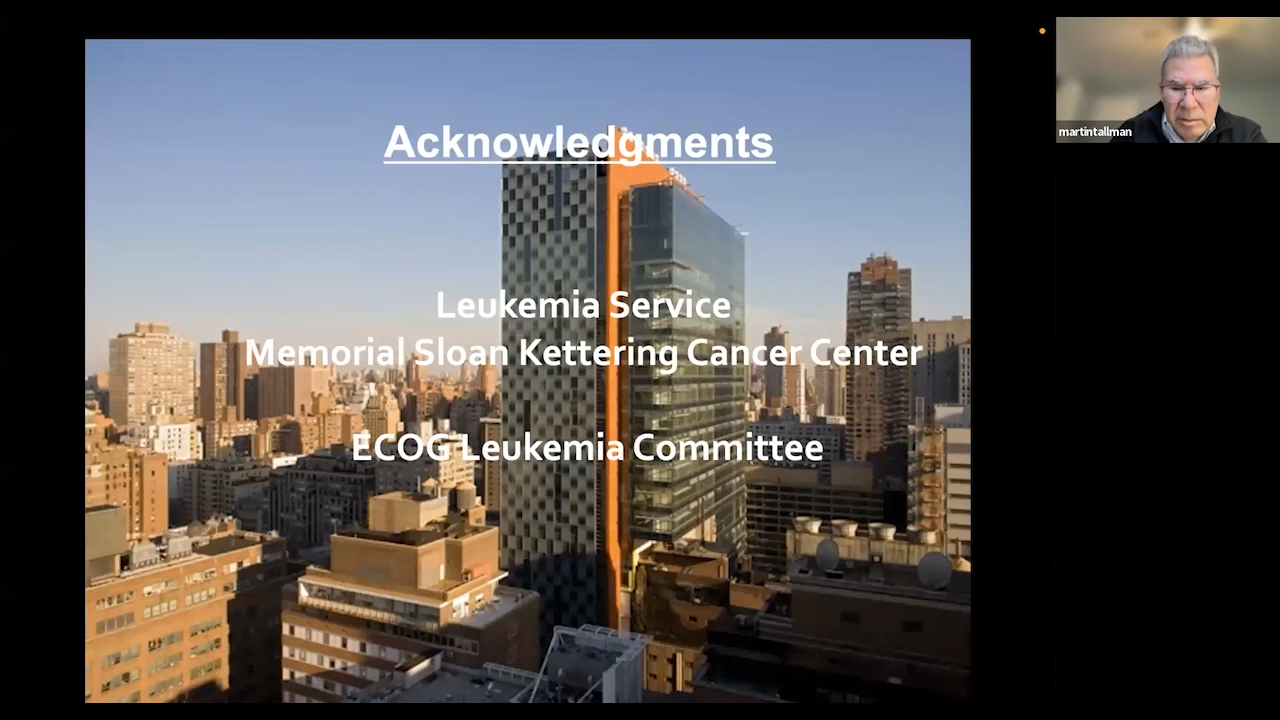 Acknowledgments
Leukemia Service
Memorial Sloan Kettering Cancer Center
ECOG Leukemia Committee
martintallman